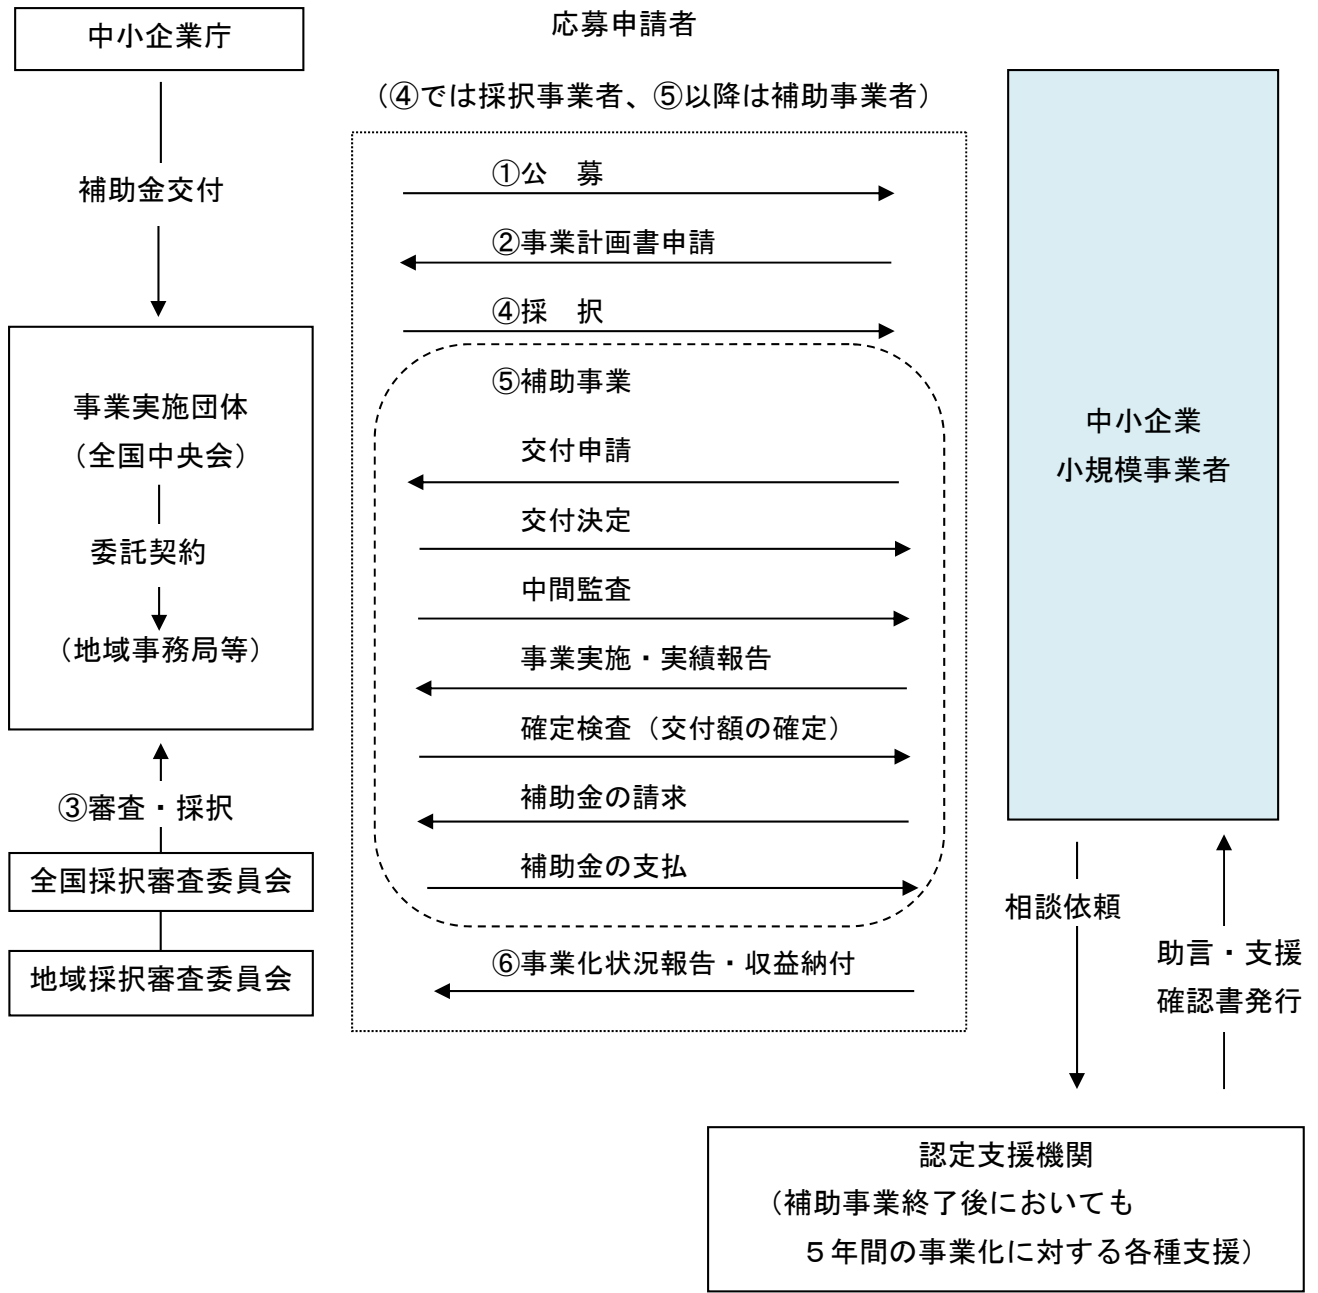 中小企業庁
補助金交付
事業実施団体
（全国中央会）
委託契約
（地域事務局等）
③審査・採択
全国採択審査委員会
地域採択審査委員会
応募申請者
（④では採択事業者、⑤以降は補助事業者）
①公　募
②事業計画書申請
④採　択
⑤補助事業
交付申請
交付決定
中間監査
事業実施・実績報告
確定検査（交付額の確定）
補助金の請求
補助金の支払
⑥事業化状況報告・収益納付
中小企業
小規模事業者
相談依頼
助言・支援
確認書発行
認定支援機関
（補助事業終了後においても
５年間の事業化に対する各種支援）